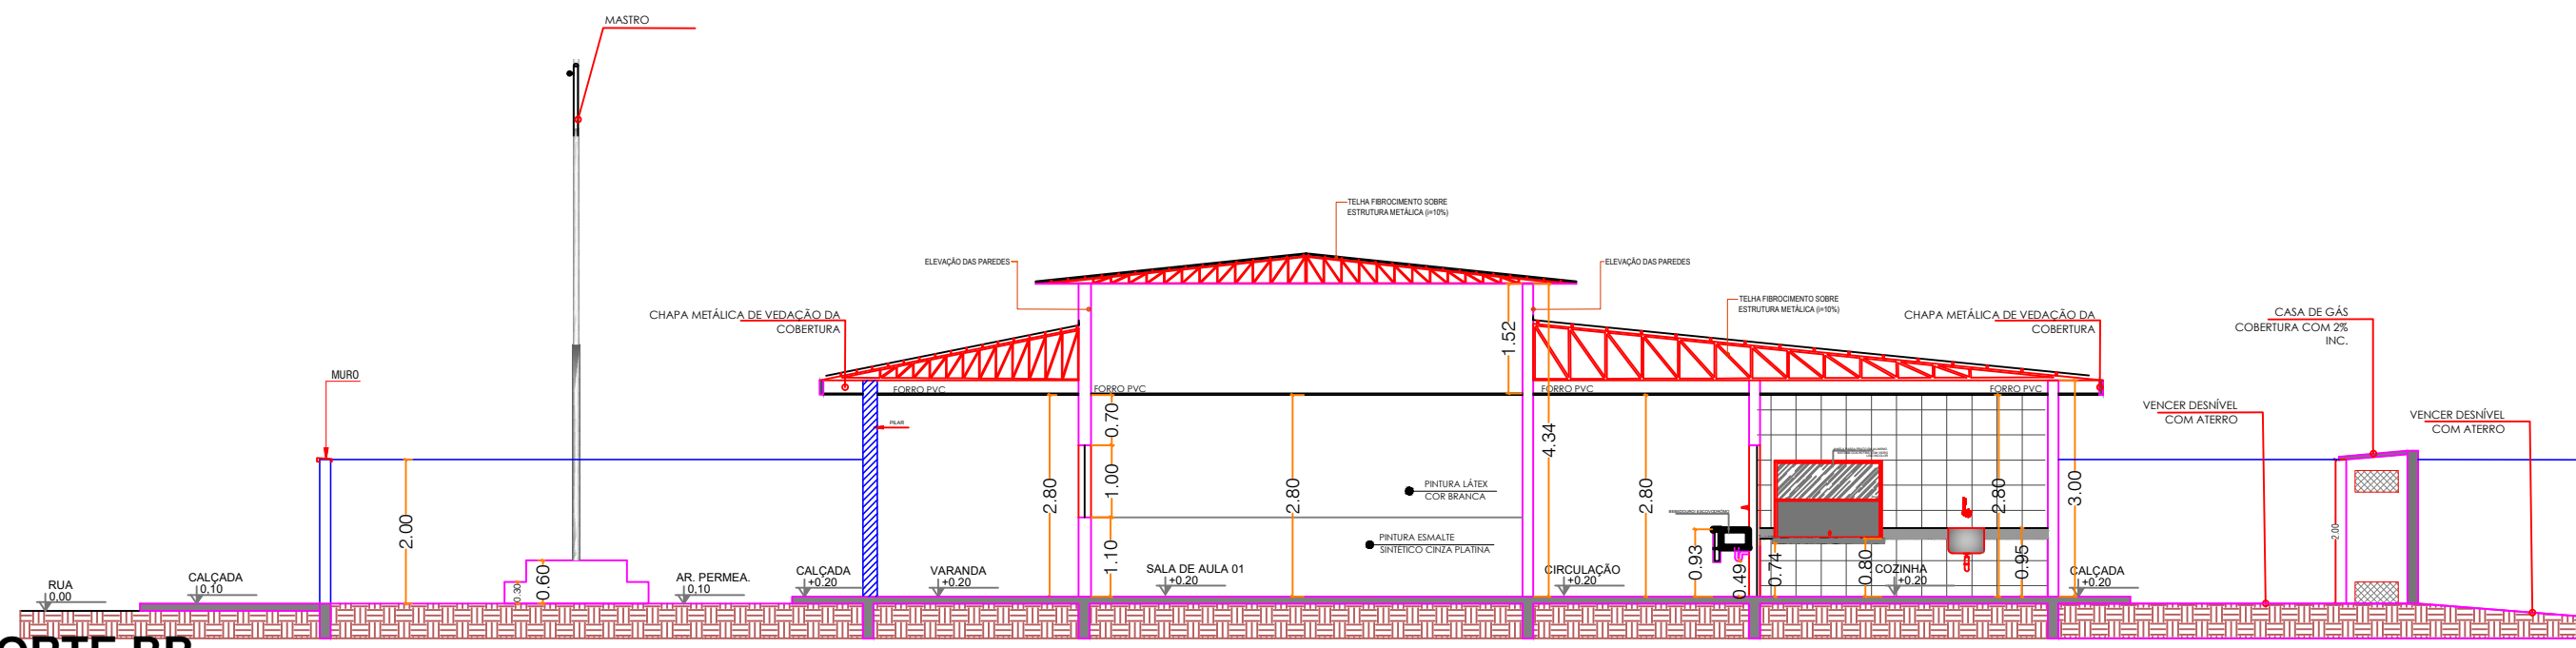 MASTRO
TELHA FIBROCIMENTO SOBRE
ESTRUTURA METÁLICA (i=10%)
ELEVAÇÃO DAS PAREDES
ELEVAÇÃO DAS PAREDES
TELHA FIBROCIMENTO SOBRE
ESTRUTURA METÁLICA (i=10%)
CHAPA METÁLICA DE VEDAÇÃO DA
COBERTURA
CHAPA METÁLICA DE VEDAÇÃO DA
COBERTURA
CASA DE GÁS
COBERTURA COM 2%
INC.
1.52
MURO
FORRO PVC
FORRO PVC
FORRO PVC
FORRO PVC
VENCER DESNÍVEL
COM ATERRO
VENCER DESNÍVEL
COM ATERRO
PILAR
0.70
4.34
2.00
2.80
1.00
2.80
2.80
2.80
3.00
PINTURA LÁTEX
COR BRANCA
PINTURA ESMALTE
SINTÉTICO CINZA PLATINA
1.10
0.93
0.49
0.74
0.80
0.95
2.00
0.30
0.60
RUA
0,00
CALÇADA
0,10
AR. PERMEA.
0,10
CALÇADA
+0.20
VARANDA
+0.20
SALA DE AULA 01
+0.20
CIRCULAÇÃO
+0.20
COZINHA
+0.20
CALÇADA
+0.20